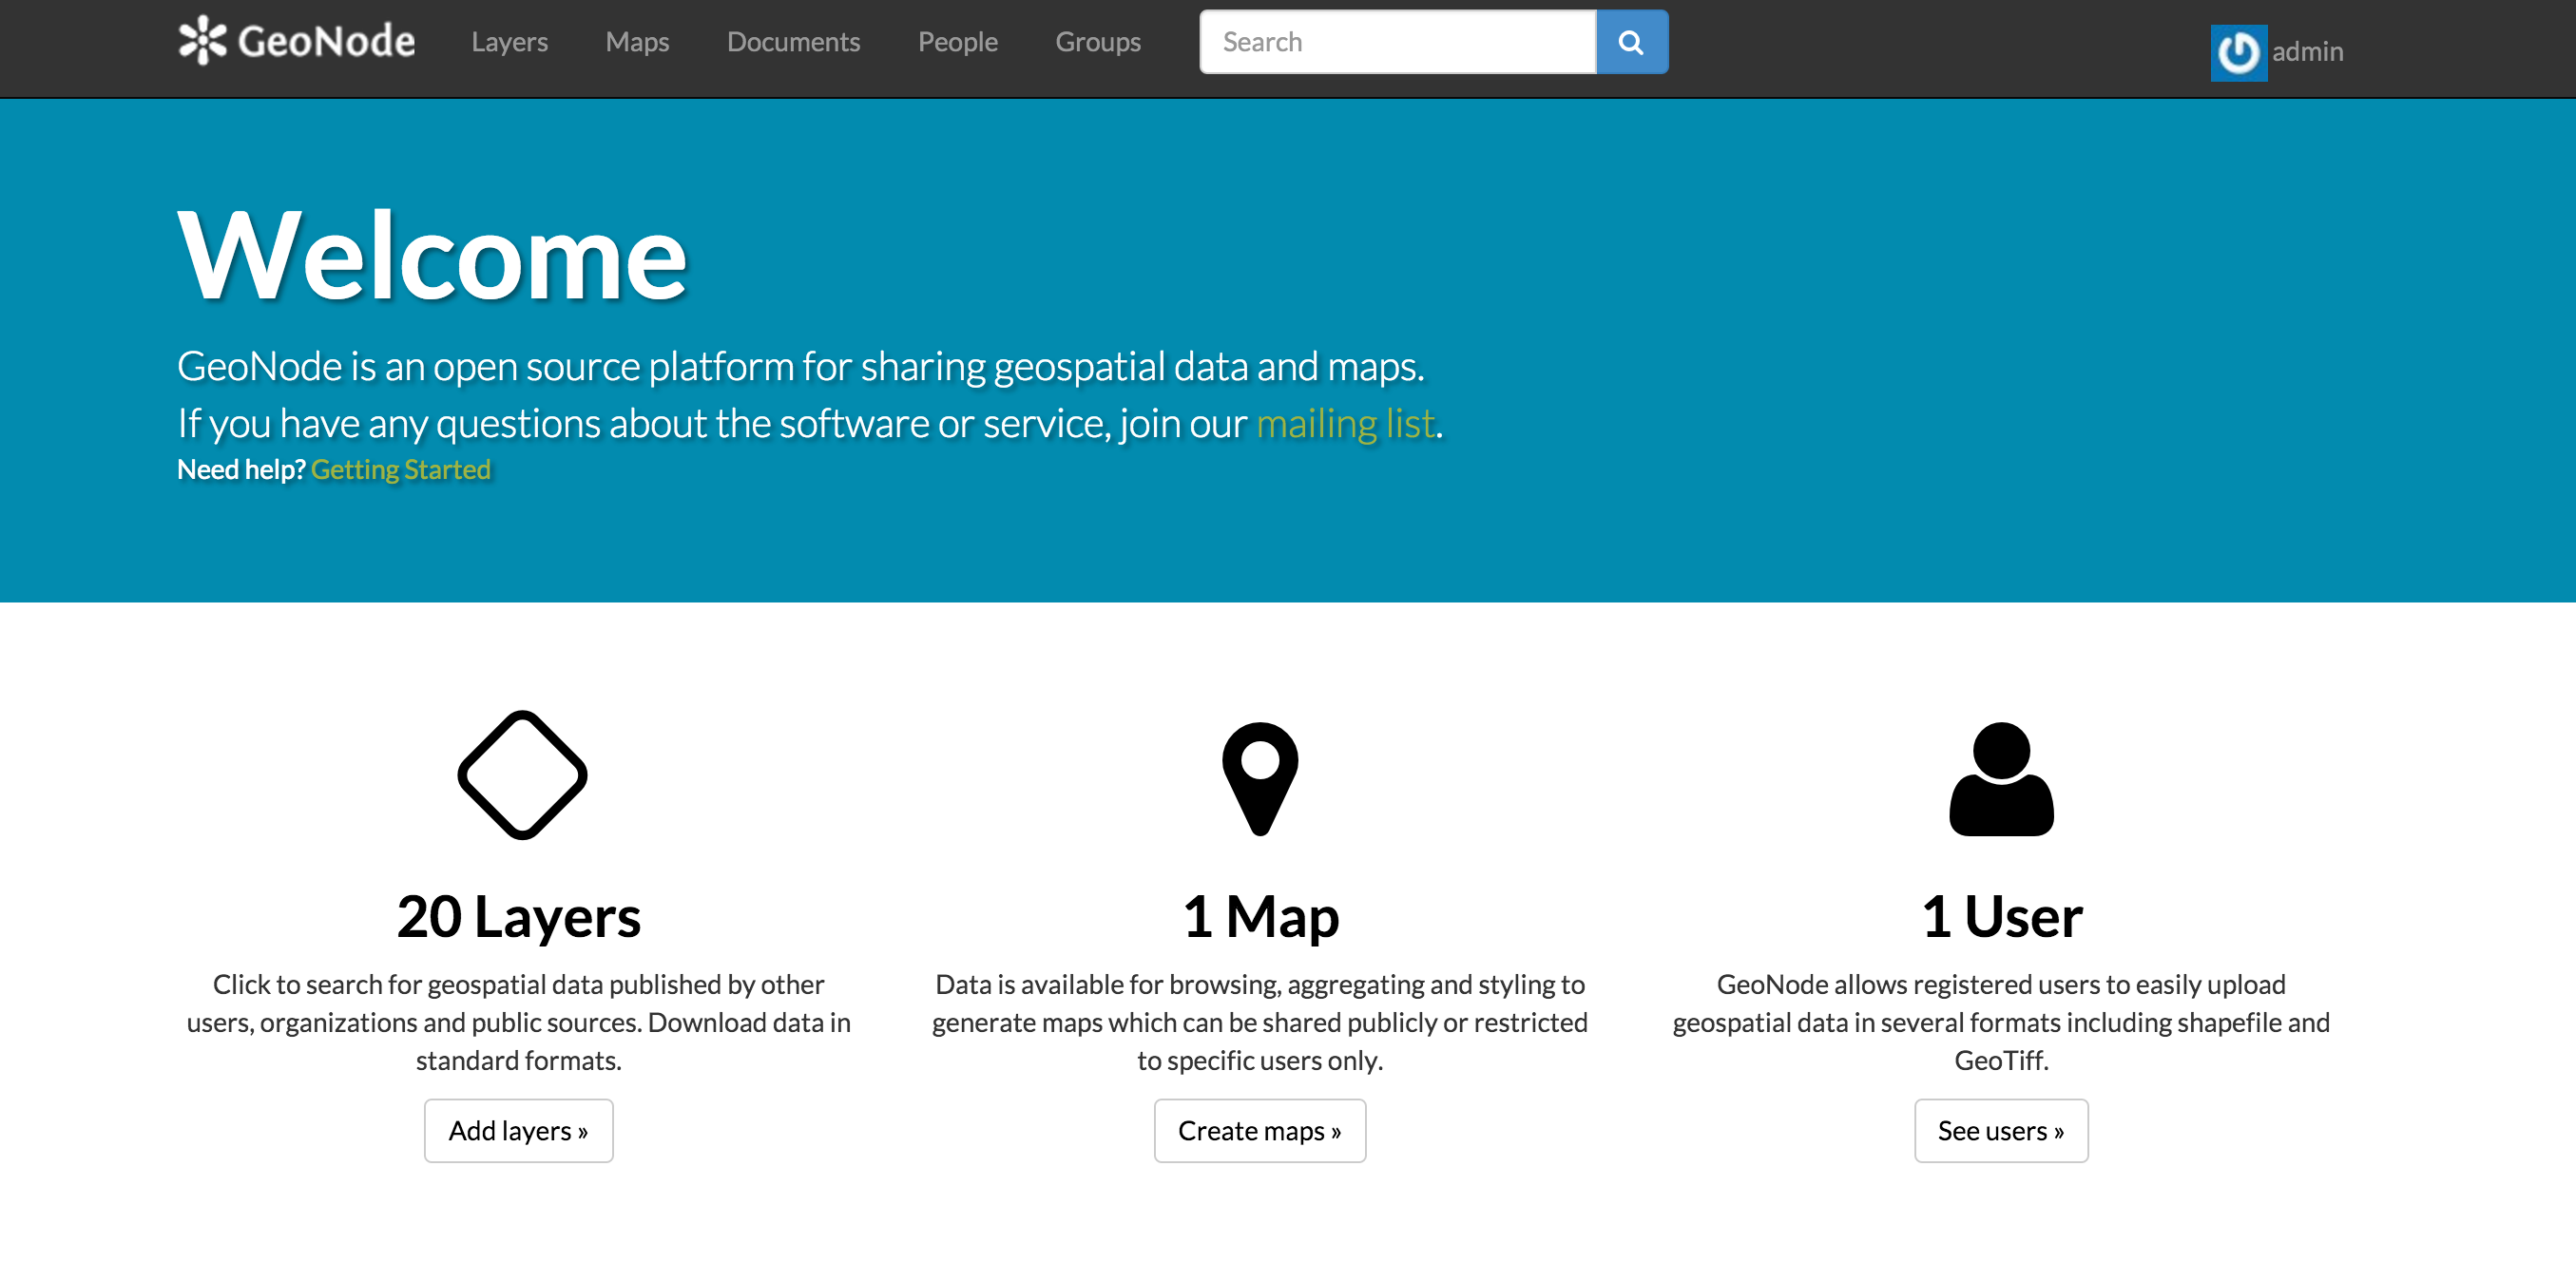 GeoNode Layers Maps Documents People Groups Search admin
Welcome
GeoNode is an open source platform for sharing geospatial data and maps.
If you have any questions about the software or service, join our mailing list.
Need help? Getting Started
20 Layers
Click to search for geospatial data published by other
users, organizations and public sources. Download data in
standard formats.
Add layers »
1 Map
Data is available for browsing, aggregating and styling to
generate maps which can be shared publicly or restricted
to specific users only.
Create maps »
1 User
GeoNode allows registered users to easily upload
geospatial data in several formats including shapefile and
GeoTiff.
See users »